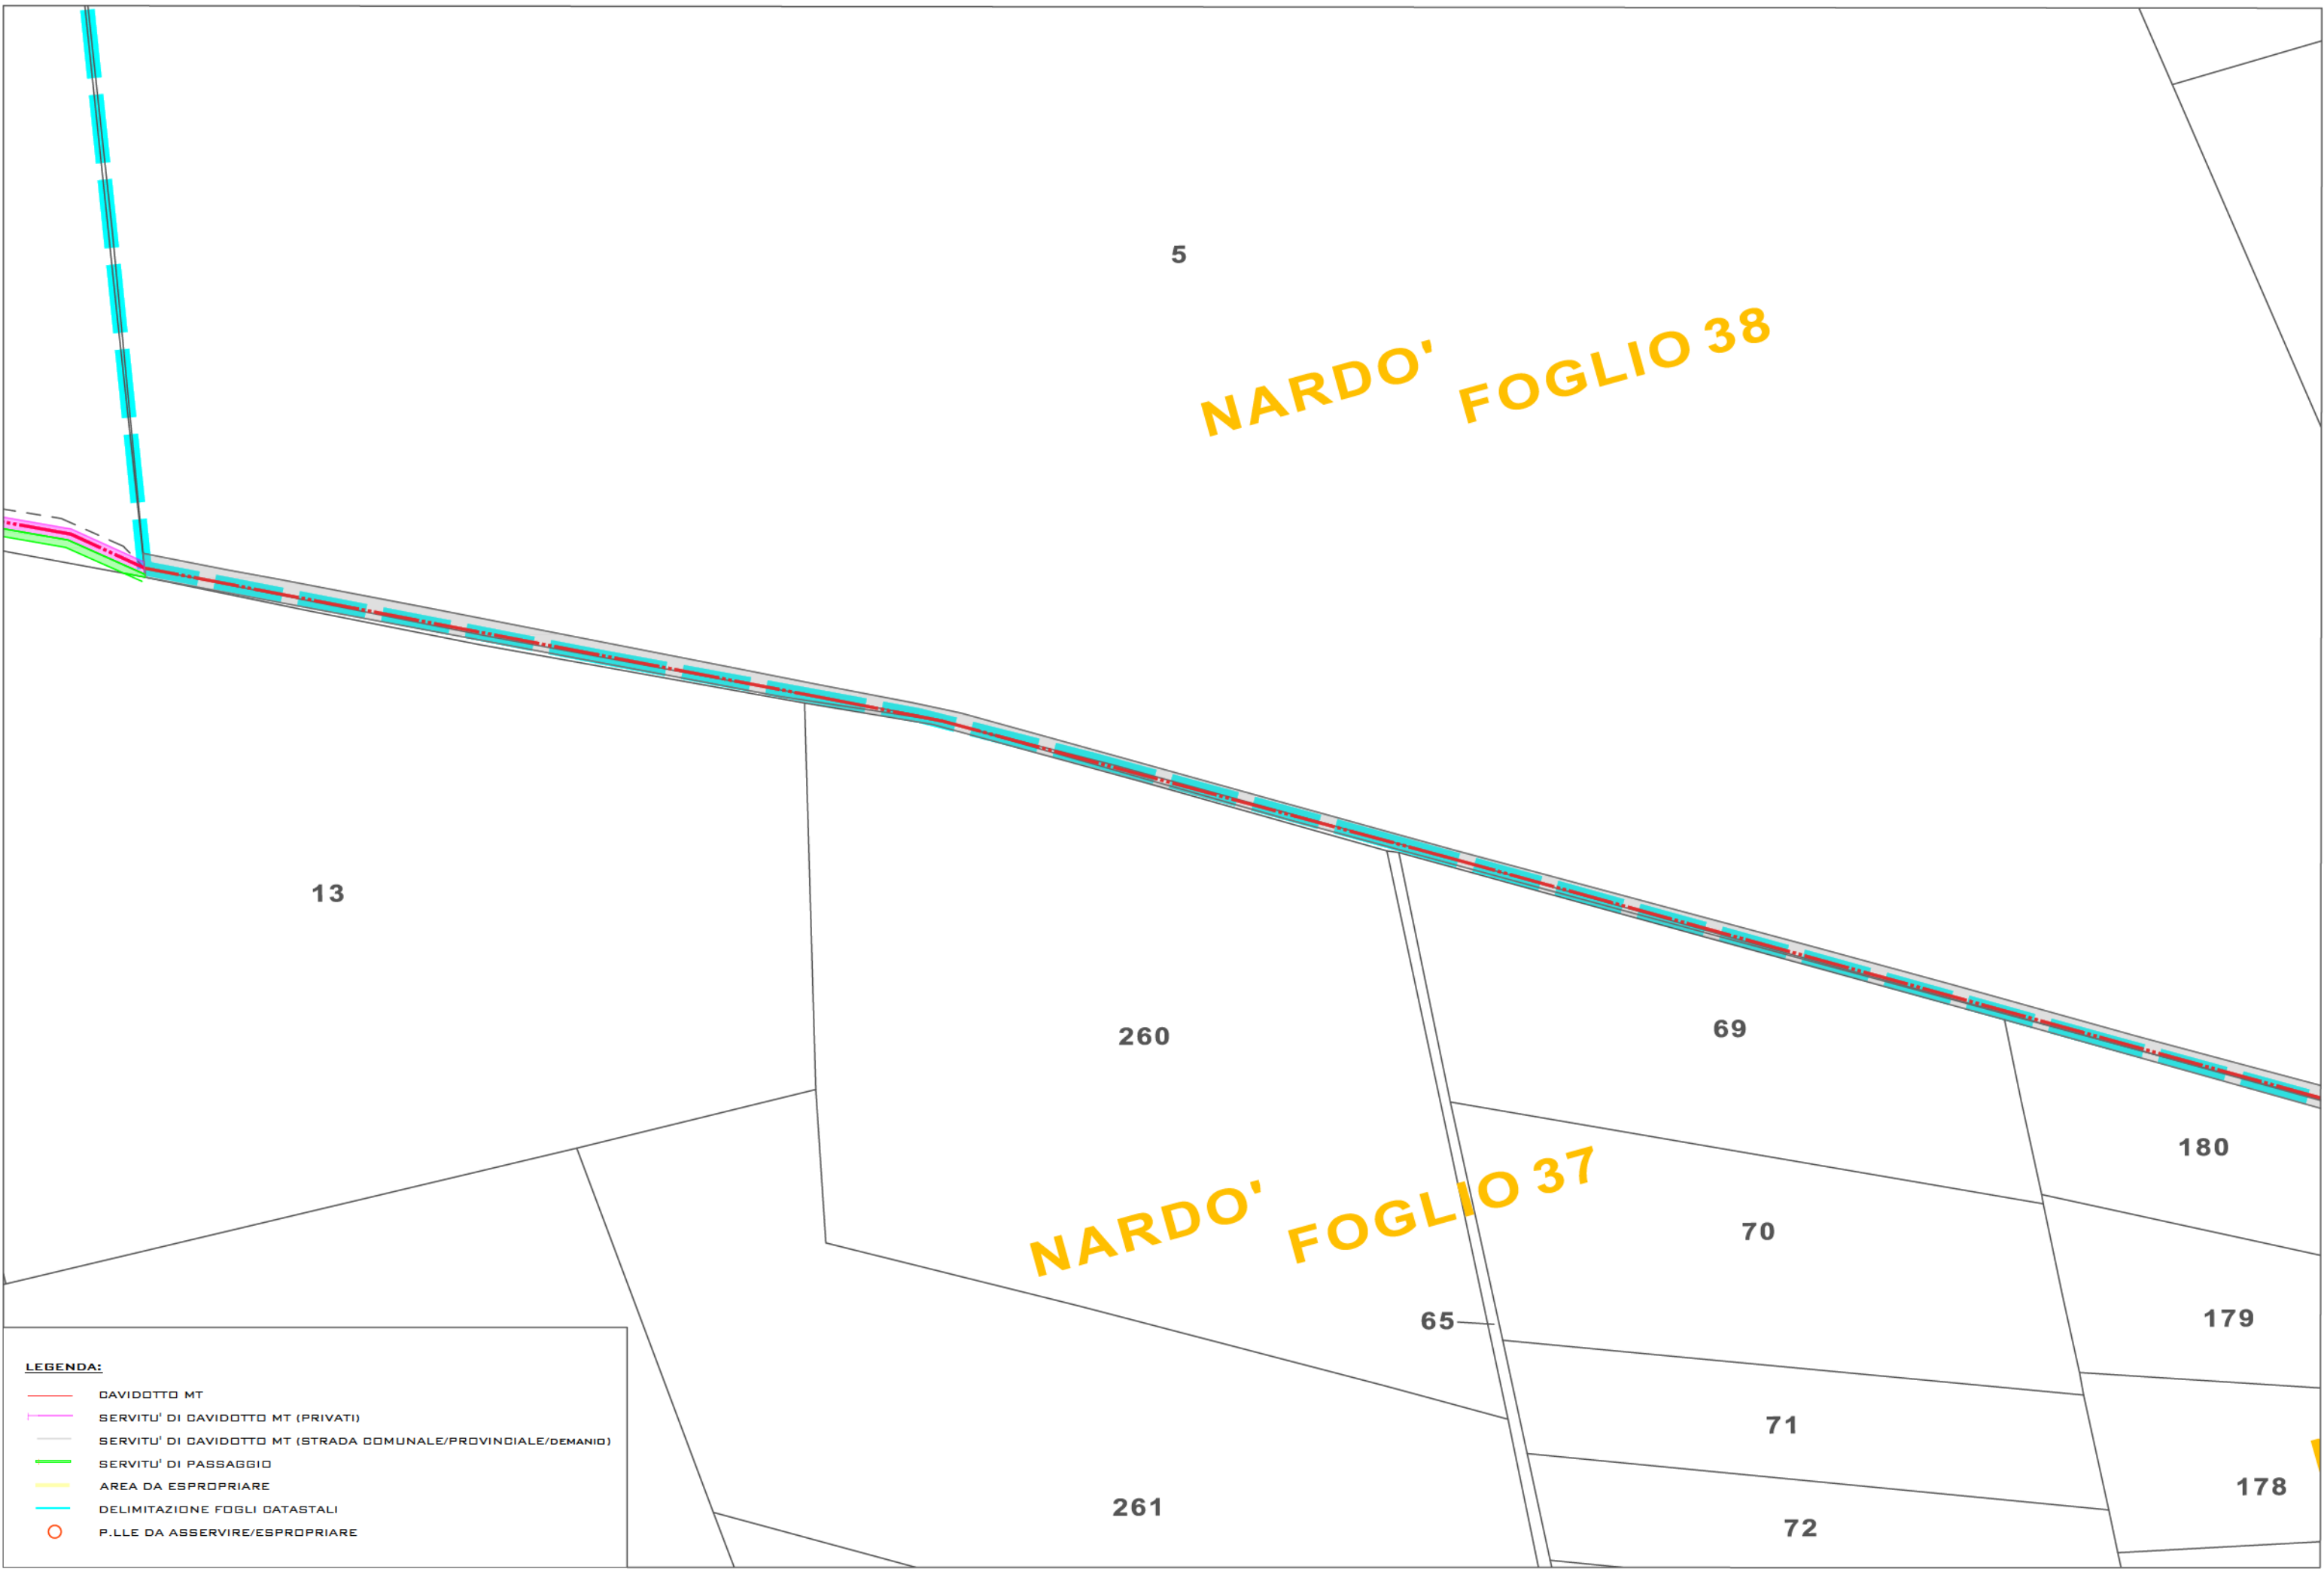 5
NARDO' FOGLIO 38
13
260
69
180
NARDO' FOGLIO 37
70
65
179
71
178
261
72
LEGENDA:
CAVIDOTTO MT
SERVITU' DI CAVIDOTTO MT (PRIVATI)
SERVITU' DI CAVIDOTTO MT (STRADA COMUNALE/PROVINCIALE/DEMANIO)
SERVITU' DI PASSAGGIO
AREA DA ESPROPRIARE
DELIMITAZIONE FOGLI CATASTALI
P.LLE DA ASSERVIRE/ESPROPRIARE